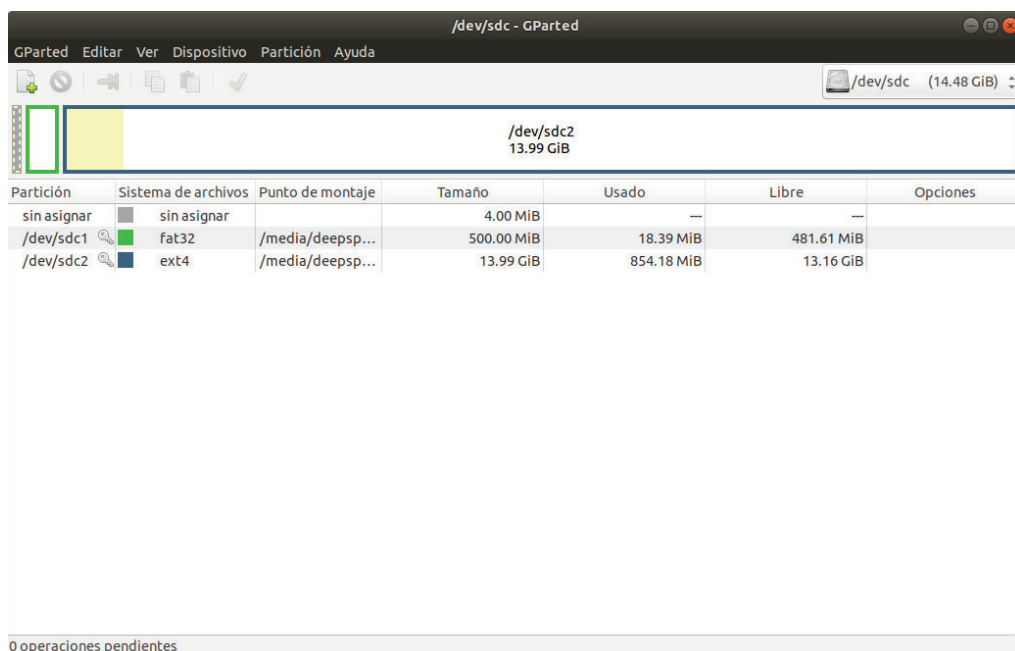 /dev/sdc - GParted
GParted Editar Ver Dispositivo Partición Ayuda
/dev/sdc (14.48 GiB)
/dev/sdc2
13.99 GiB
Partición Sistema de archivos Punto de montaje Tamaño Usado Libre Opciones
sin asignar sin asignar 4.00 MiB --- ---
/dev/sdc1 fat32 /media/deepsp... 500.00 MiB 18.39 MiB 481.61 MiB
/dev/sdc2 ext4 /media/deepsp... 13.99 GiB 854.18 MiB 13.16 GiB
0 operaciones pendientes